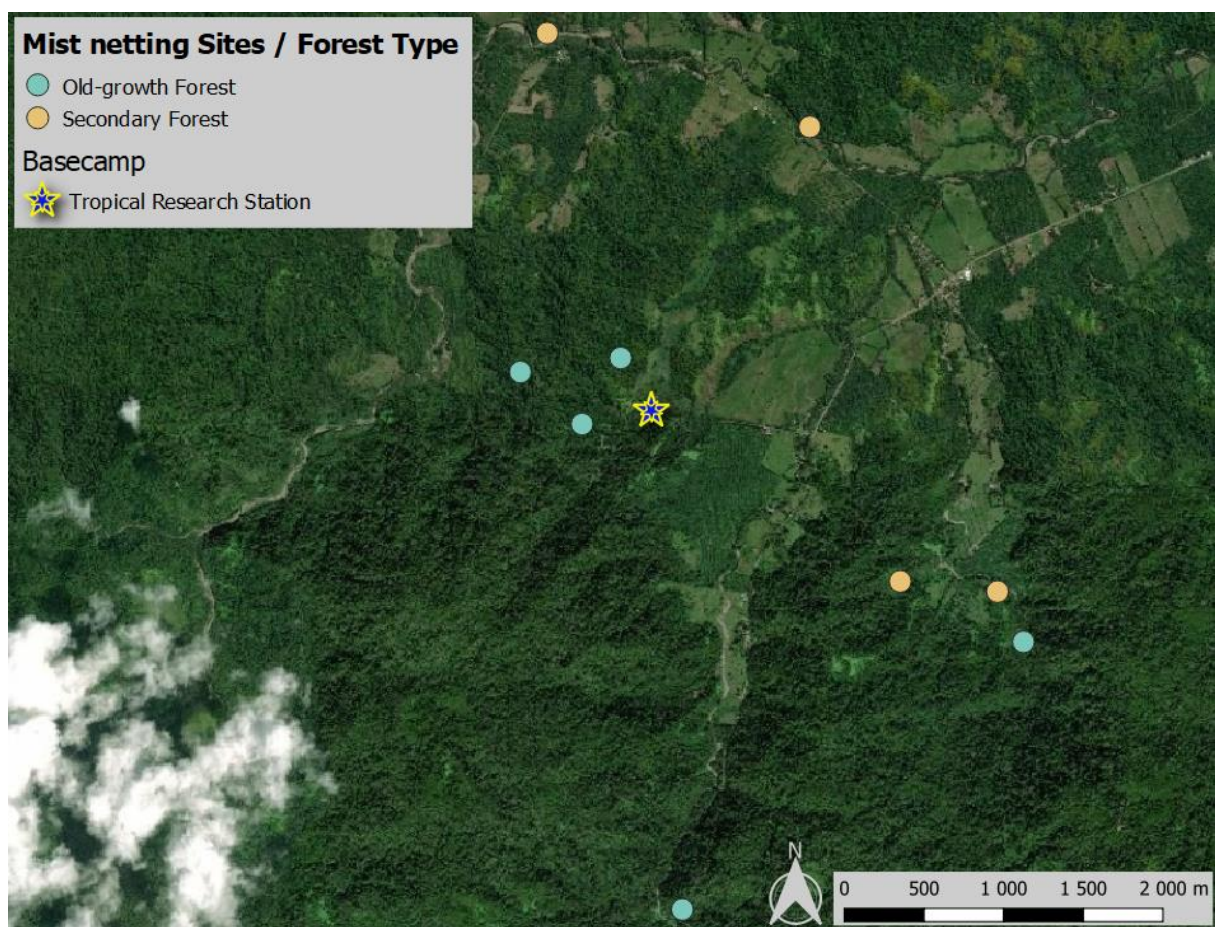 Mist netting Sites / Forest Type
Old-growth Forest
Secondary Forest
Basecamp
Tropical Research Station
N
0 500 1 000 1 500 2 000 m